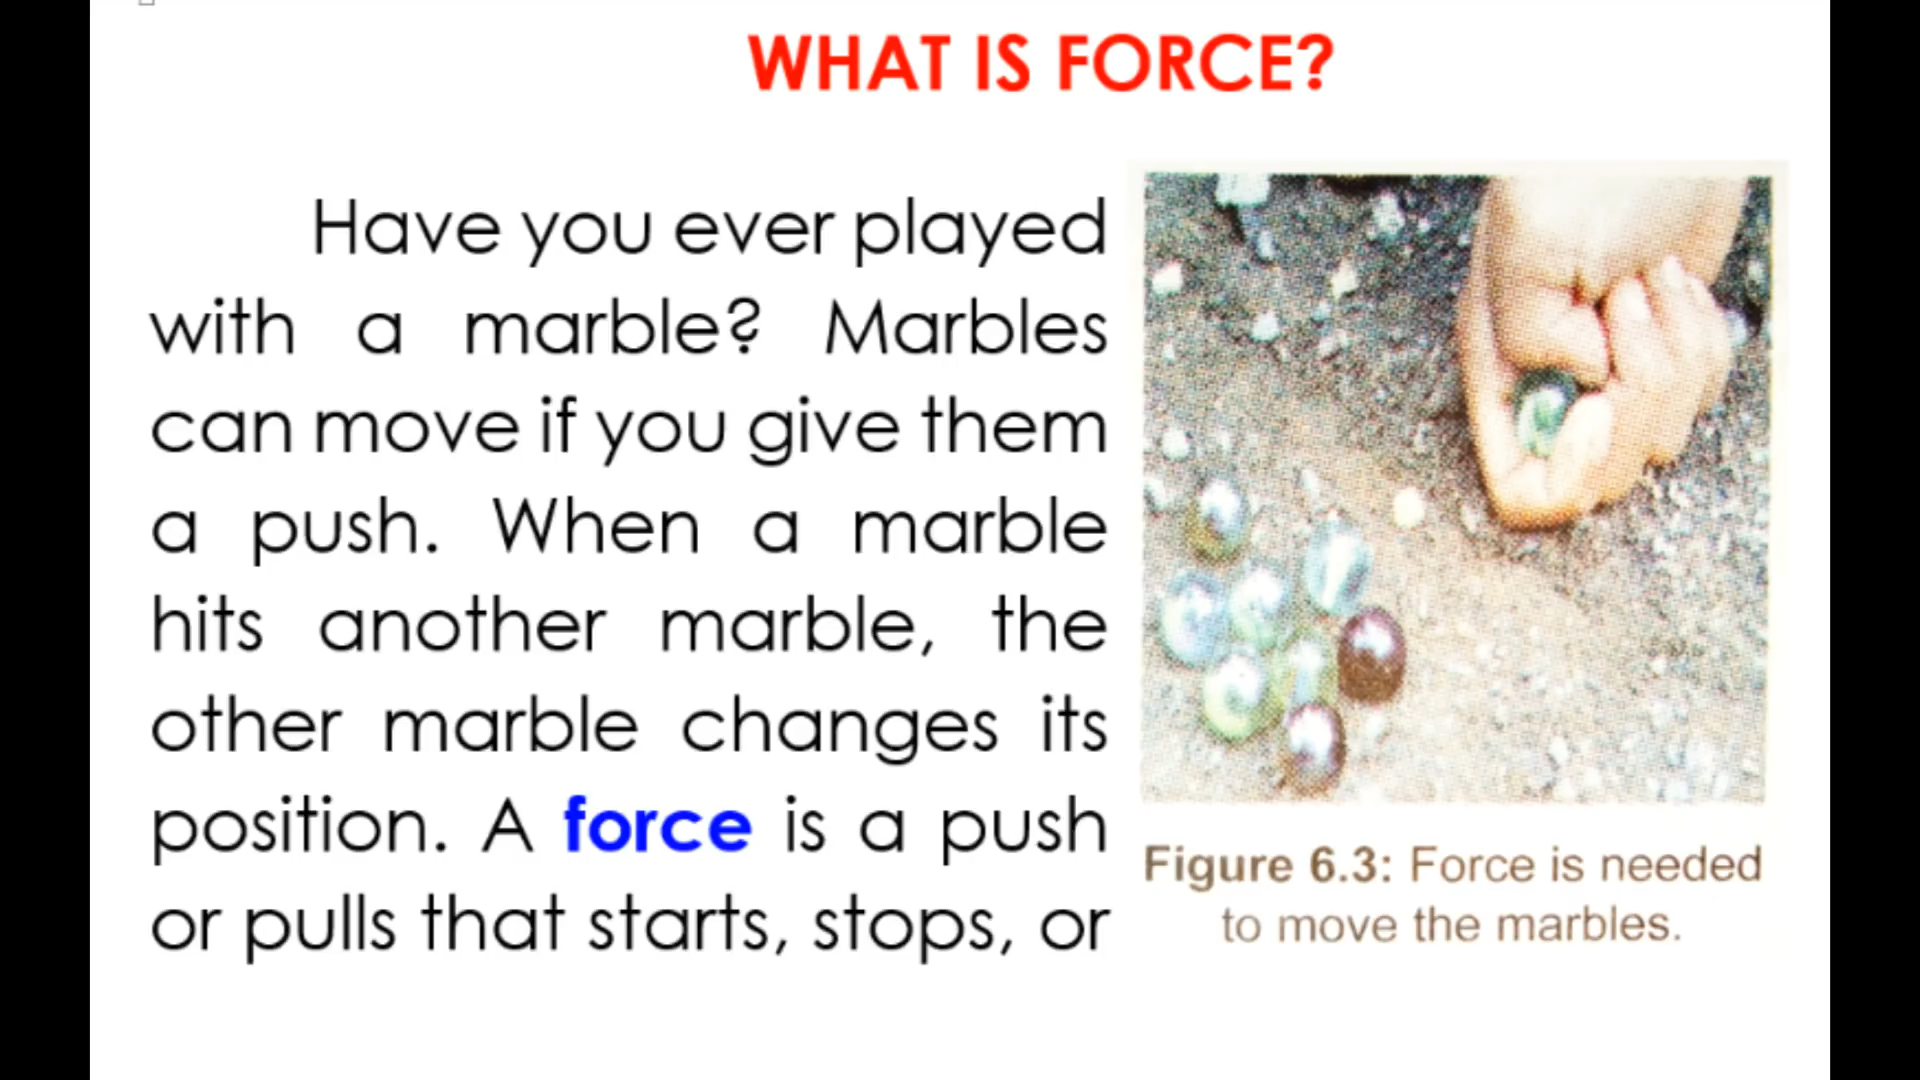 WHAT IS FORCE?
Have you ever played
with a marble? Marbles
can move if you give them
a push. When a marble
hits another marble, the
other marble changes its
position. A force is a push
or pulls that starts, stops, or
Figure 6.3: Force is needed
to move the marbles.